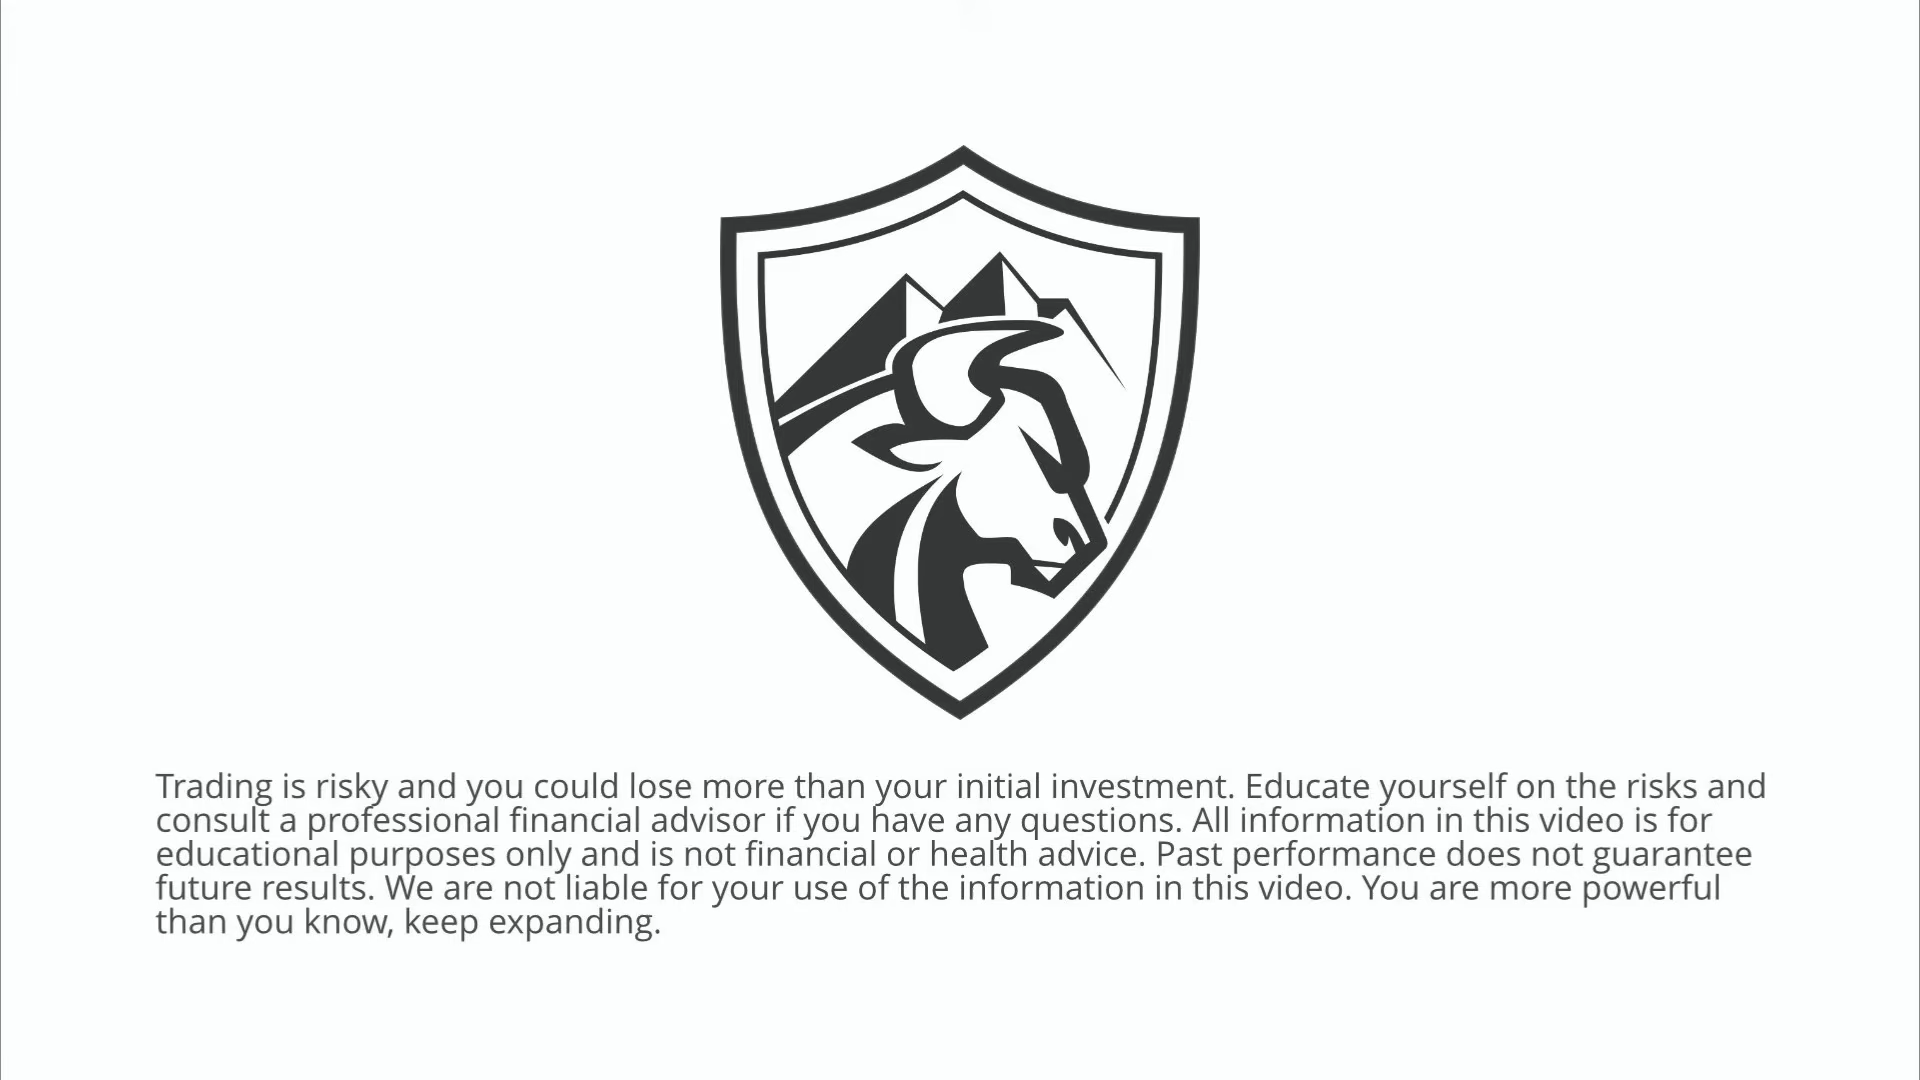 Trading is risky and you could lose more than your initial investment. Educate yourself on the risks and
consult a professional financial advisor if you have any questions. All information in this video is for
educational purposes only and is not financial or health advice. Past performance does not guarantee
future results. We are not liable for your use of the information in this video. You are more powerful
than you know, keep expanding.